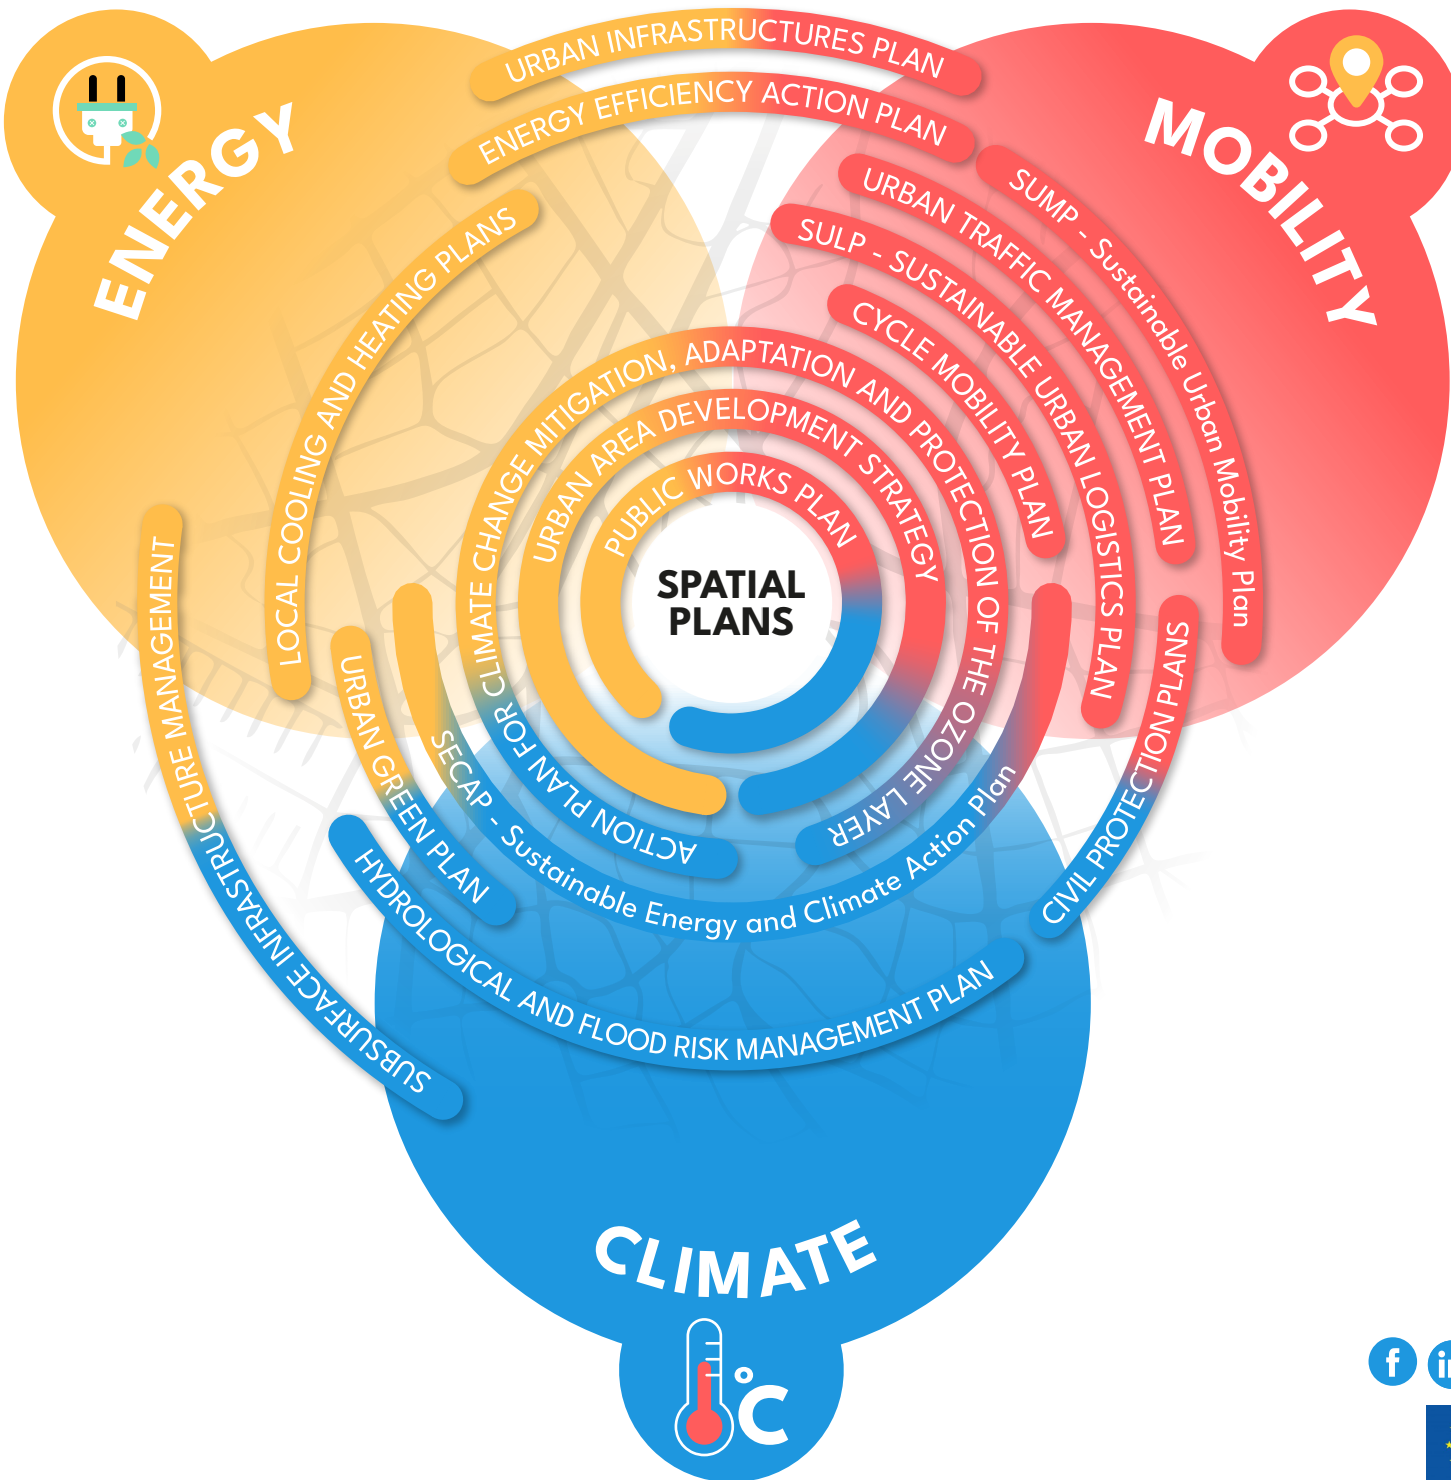 ENERGY
MOBILITY
URBAN INFRASTRUCTURES PLAN
ENERGY EFFICIENCY ACTION PLAN
LOCAL COOLING AND HEATING PLANS
SUMP - Sustainable Urban Mobility Plan
URBAN TRAFFIC MANAGEMENT PLAN
SULP - SUSTAINABLE URBAN LOGISTICS PLAN
CYCLE MOBILITY PLAN
ACTION PLAN FOR CLIMATE CHANGE MITIGATION, ADAPTATION AND PROTECTION OF THE OZONE LAYER
URBAN AREA DEVELOPMENT STRATEGY
PUBLIC WORKS PLAN
SPATIAL
PLANS
SUBSURFACE INFRASTRUCTURE MANAGEMENT
URBAN GREEN PLAN
SECAP - Sustainable Energy and Climate Action Plan
HYDROLOGICAL AND FLOOD RISK MANAGEMENT PLAN
CIVIL PROTECTION PLANS
CLIMATE
°C
f
in